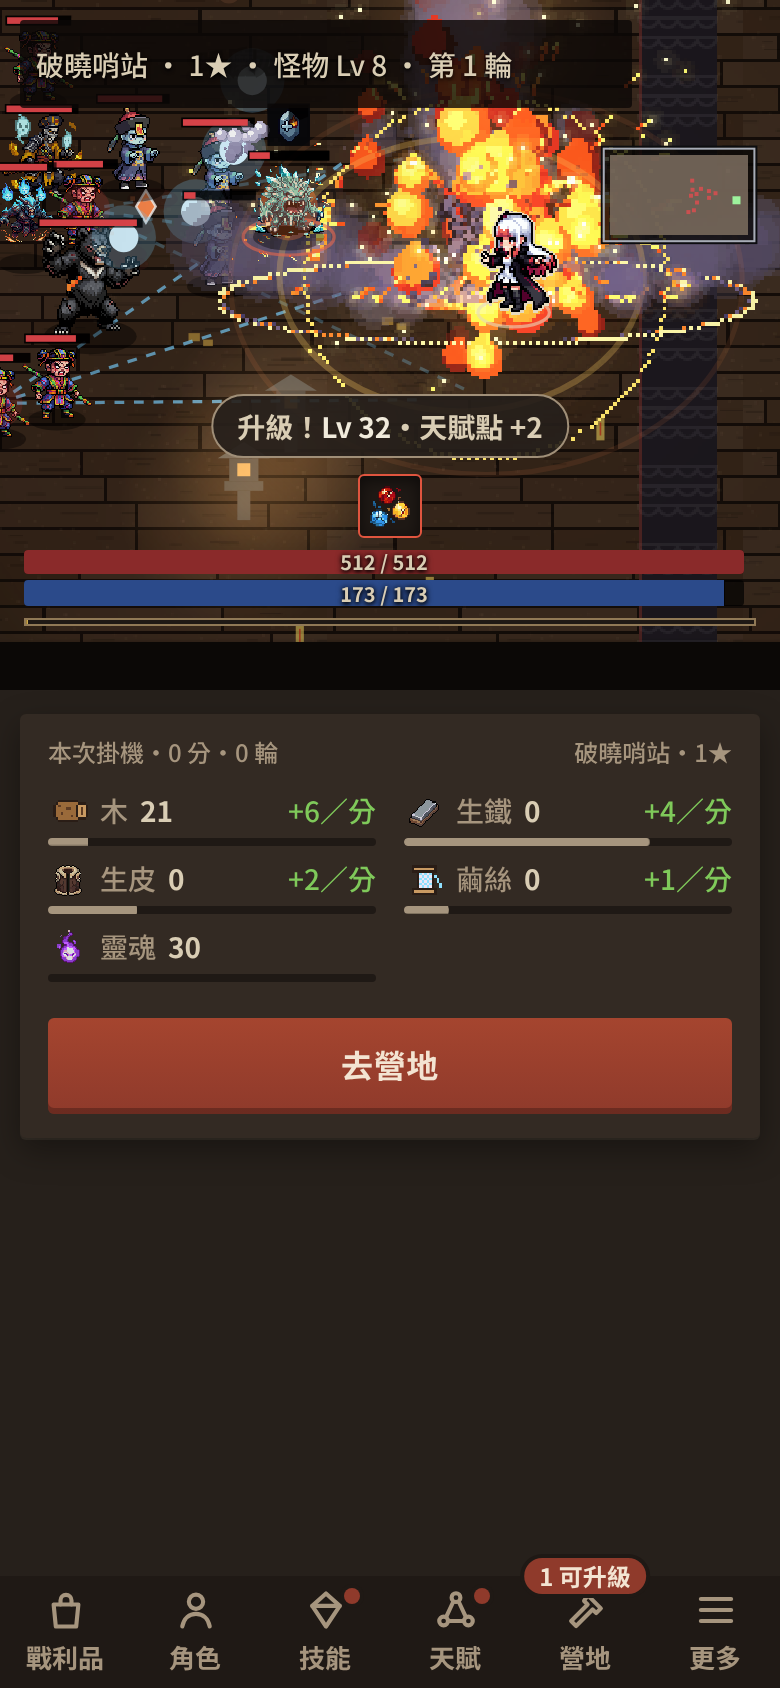 破曉哨站 • 1★ • 怪物 Lv 8 • 第 1 輪
升級！Lv 32・天賦點 +2
512 / 512
173 / 173
本次掛機・0 分・0 輪
破曉哨站・1★
木 21 +6／分
生鐵 0 +4／分
生皮 0 +2／分
繭絲 0 +1／分
靈魂 30
去營地
1 可升級
戰利品
角色
技能
天賦
營地
更多